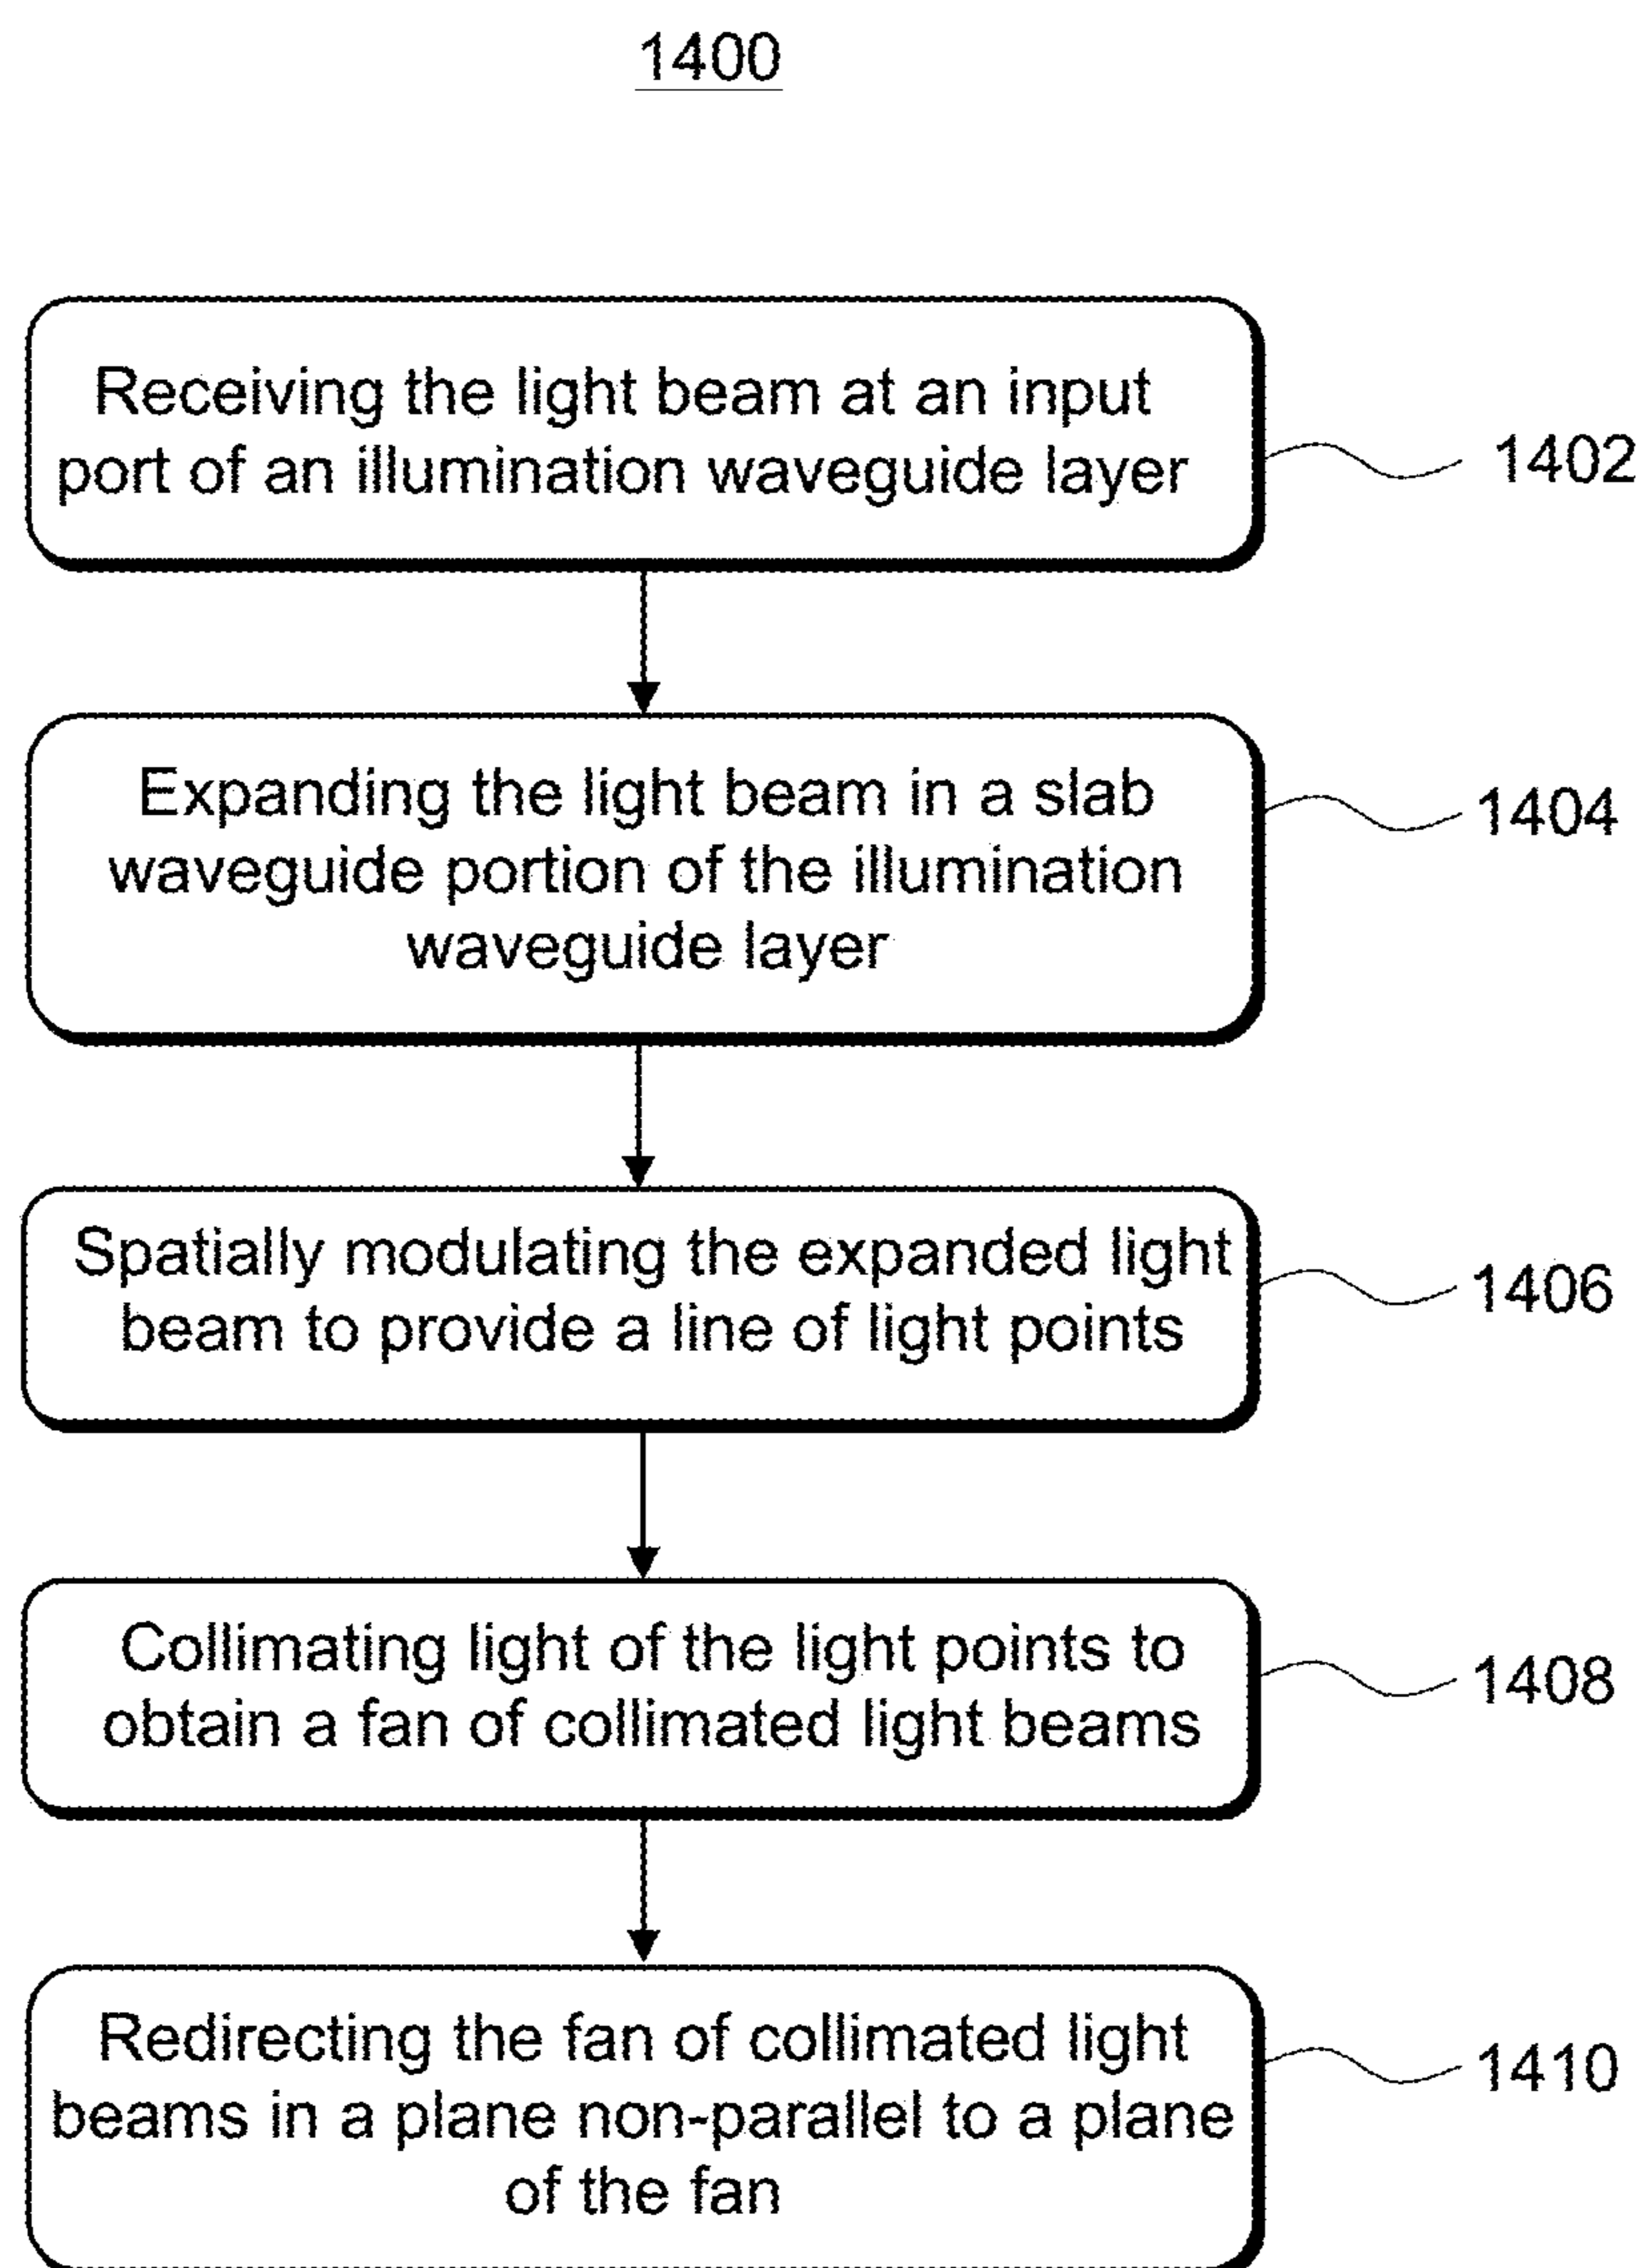 1400
Receiving the light beam at an input
port of an illumination waveguide layer
1402
Expanding the light beam in a slab
waveguide portion of the illumination
waveguide layer
1404
Spatially modulating the expanded light
beam to provide a line of light points
1406
Collimating light of the light points to
obtain a fan of collimated light beams
1408
Redirecting the fan of collimated light
beams in a plane non-parallel to a plane
of the fan
1410